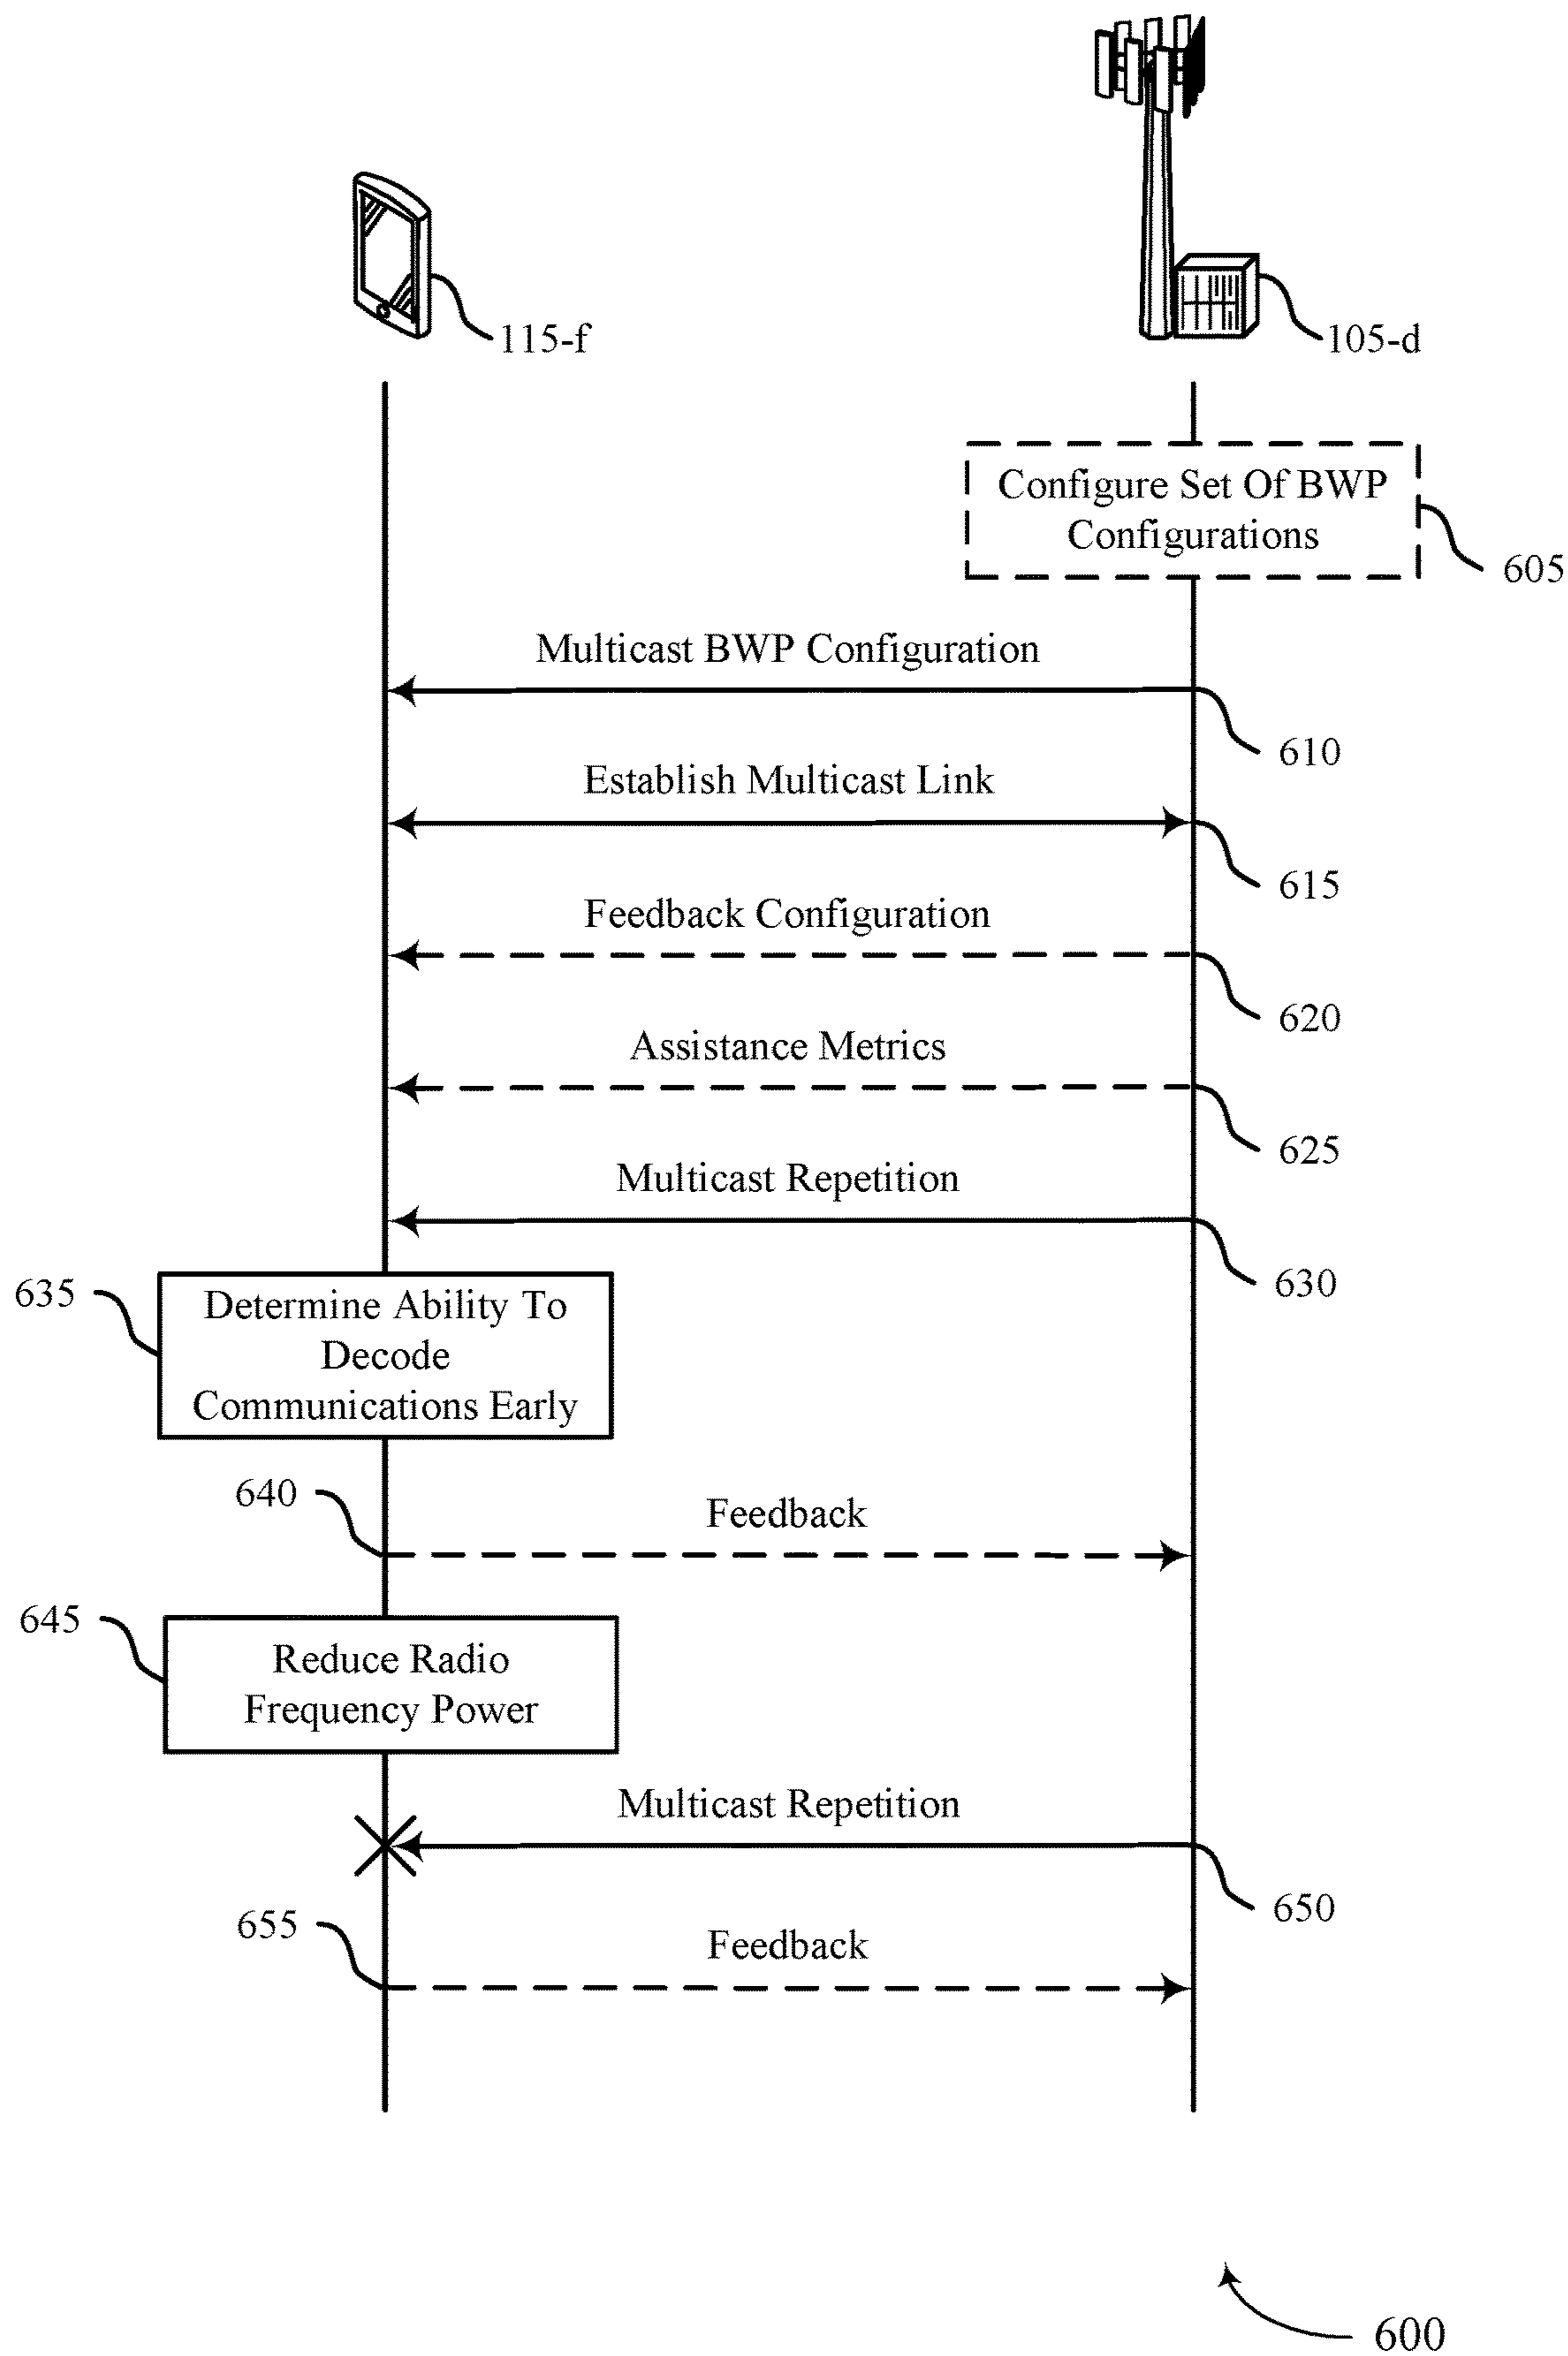 115-f
105-d
Configure Set Of BWP
Configurations
605
Multicast BWP Configuration
610
Establish Multicast Link
615
Feedback Configuration
620
Assistance Metrics
625
Multicast Repetition
630
635
Determine Ability To
Decode
Communications Early
640
Feedback
645
Reduce Radio
Frequency Power
Multicast Repetition
650
655
Feedback
600